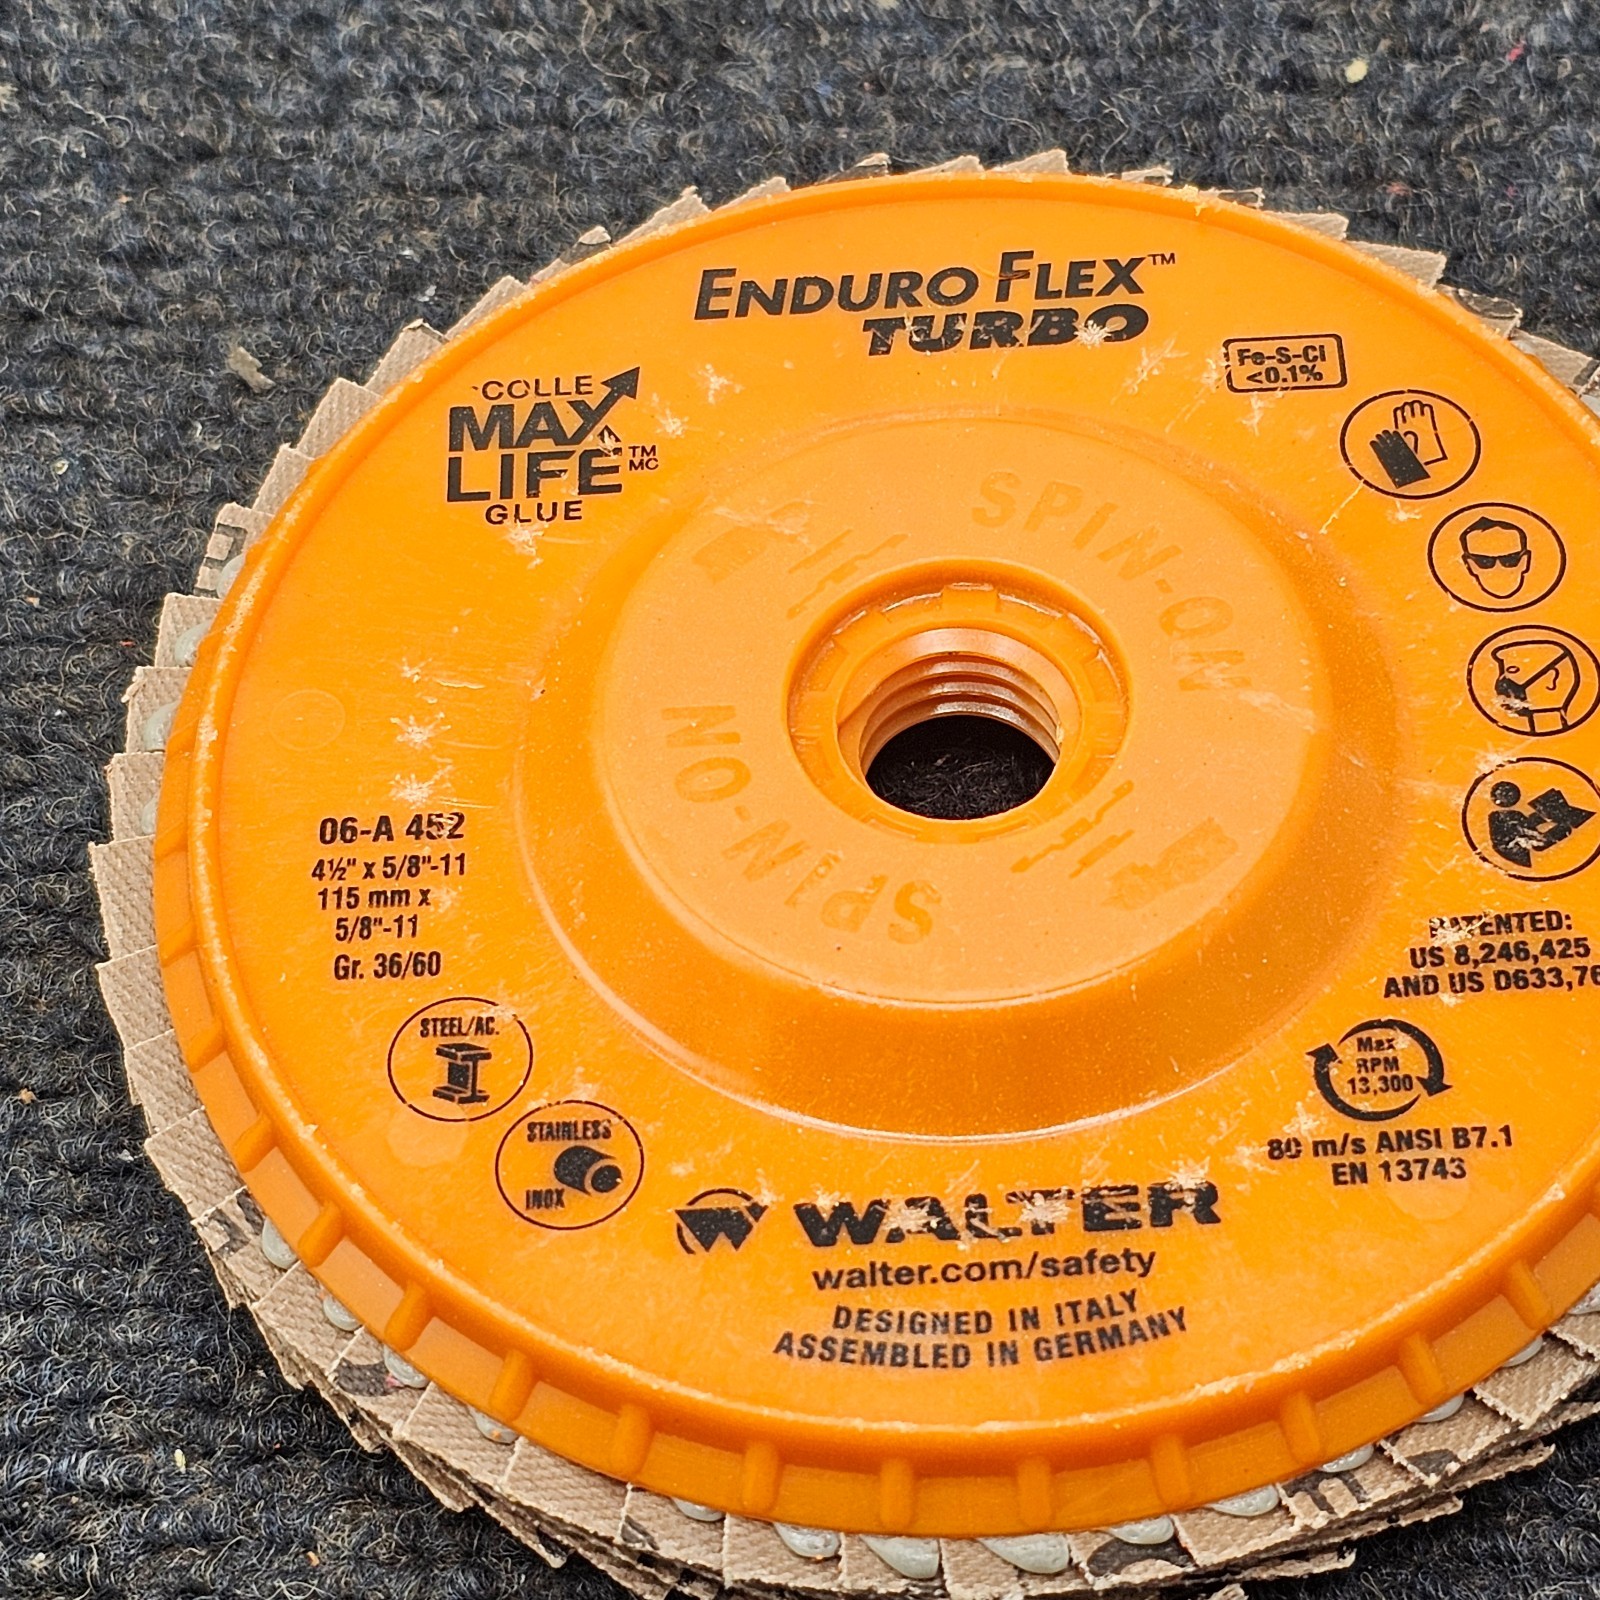 ENDURO FLEX™
TURBO
COLLE
MAX
LIFE TM MC
GLUE
Fe-S-Cl
<0.1%
SPIN-ON
SPIN-ON
06-A 452
4½" x 5/8"-11
115 mm x
5/8"-11
Gr. 36/60
STEEL/AC.
STAINLESS
INOX
PATENTED:
US 8,246,425
AND US D633,76
Max
RPM
13,300
80 m/s ANSI B7.1
EN 13743
WALTER
walter.com/safety
DESIGNED IN ITALY
ASSEMBLED IN GERMANY